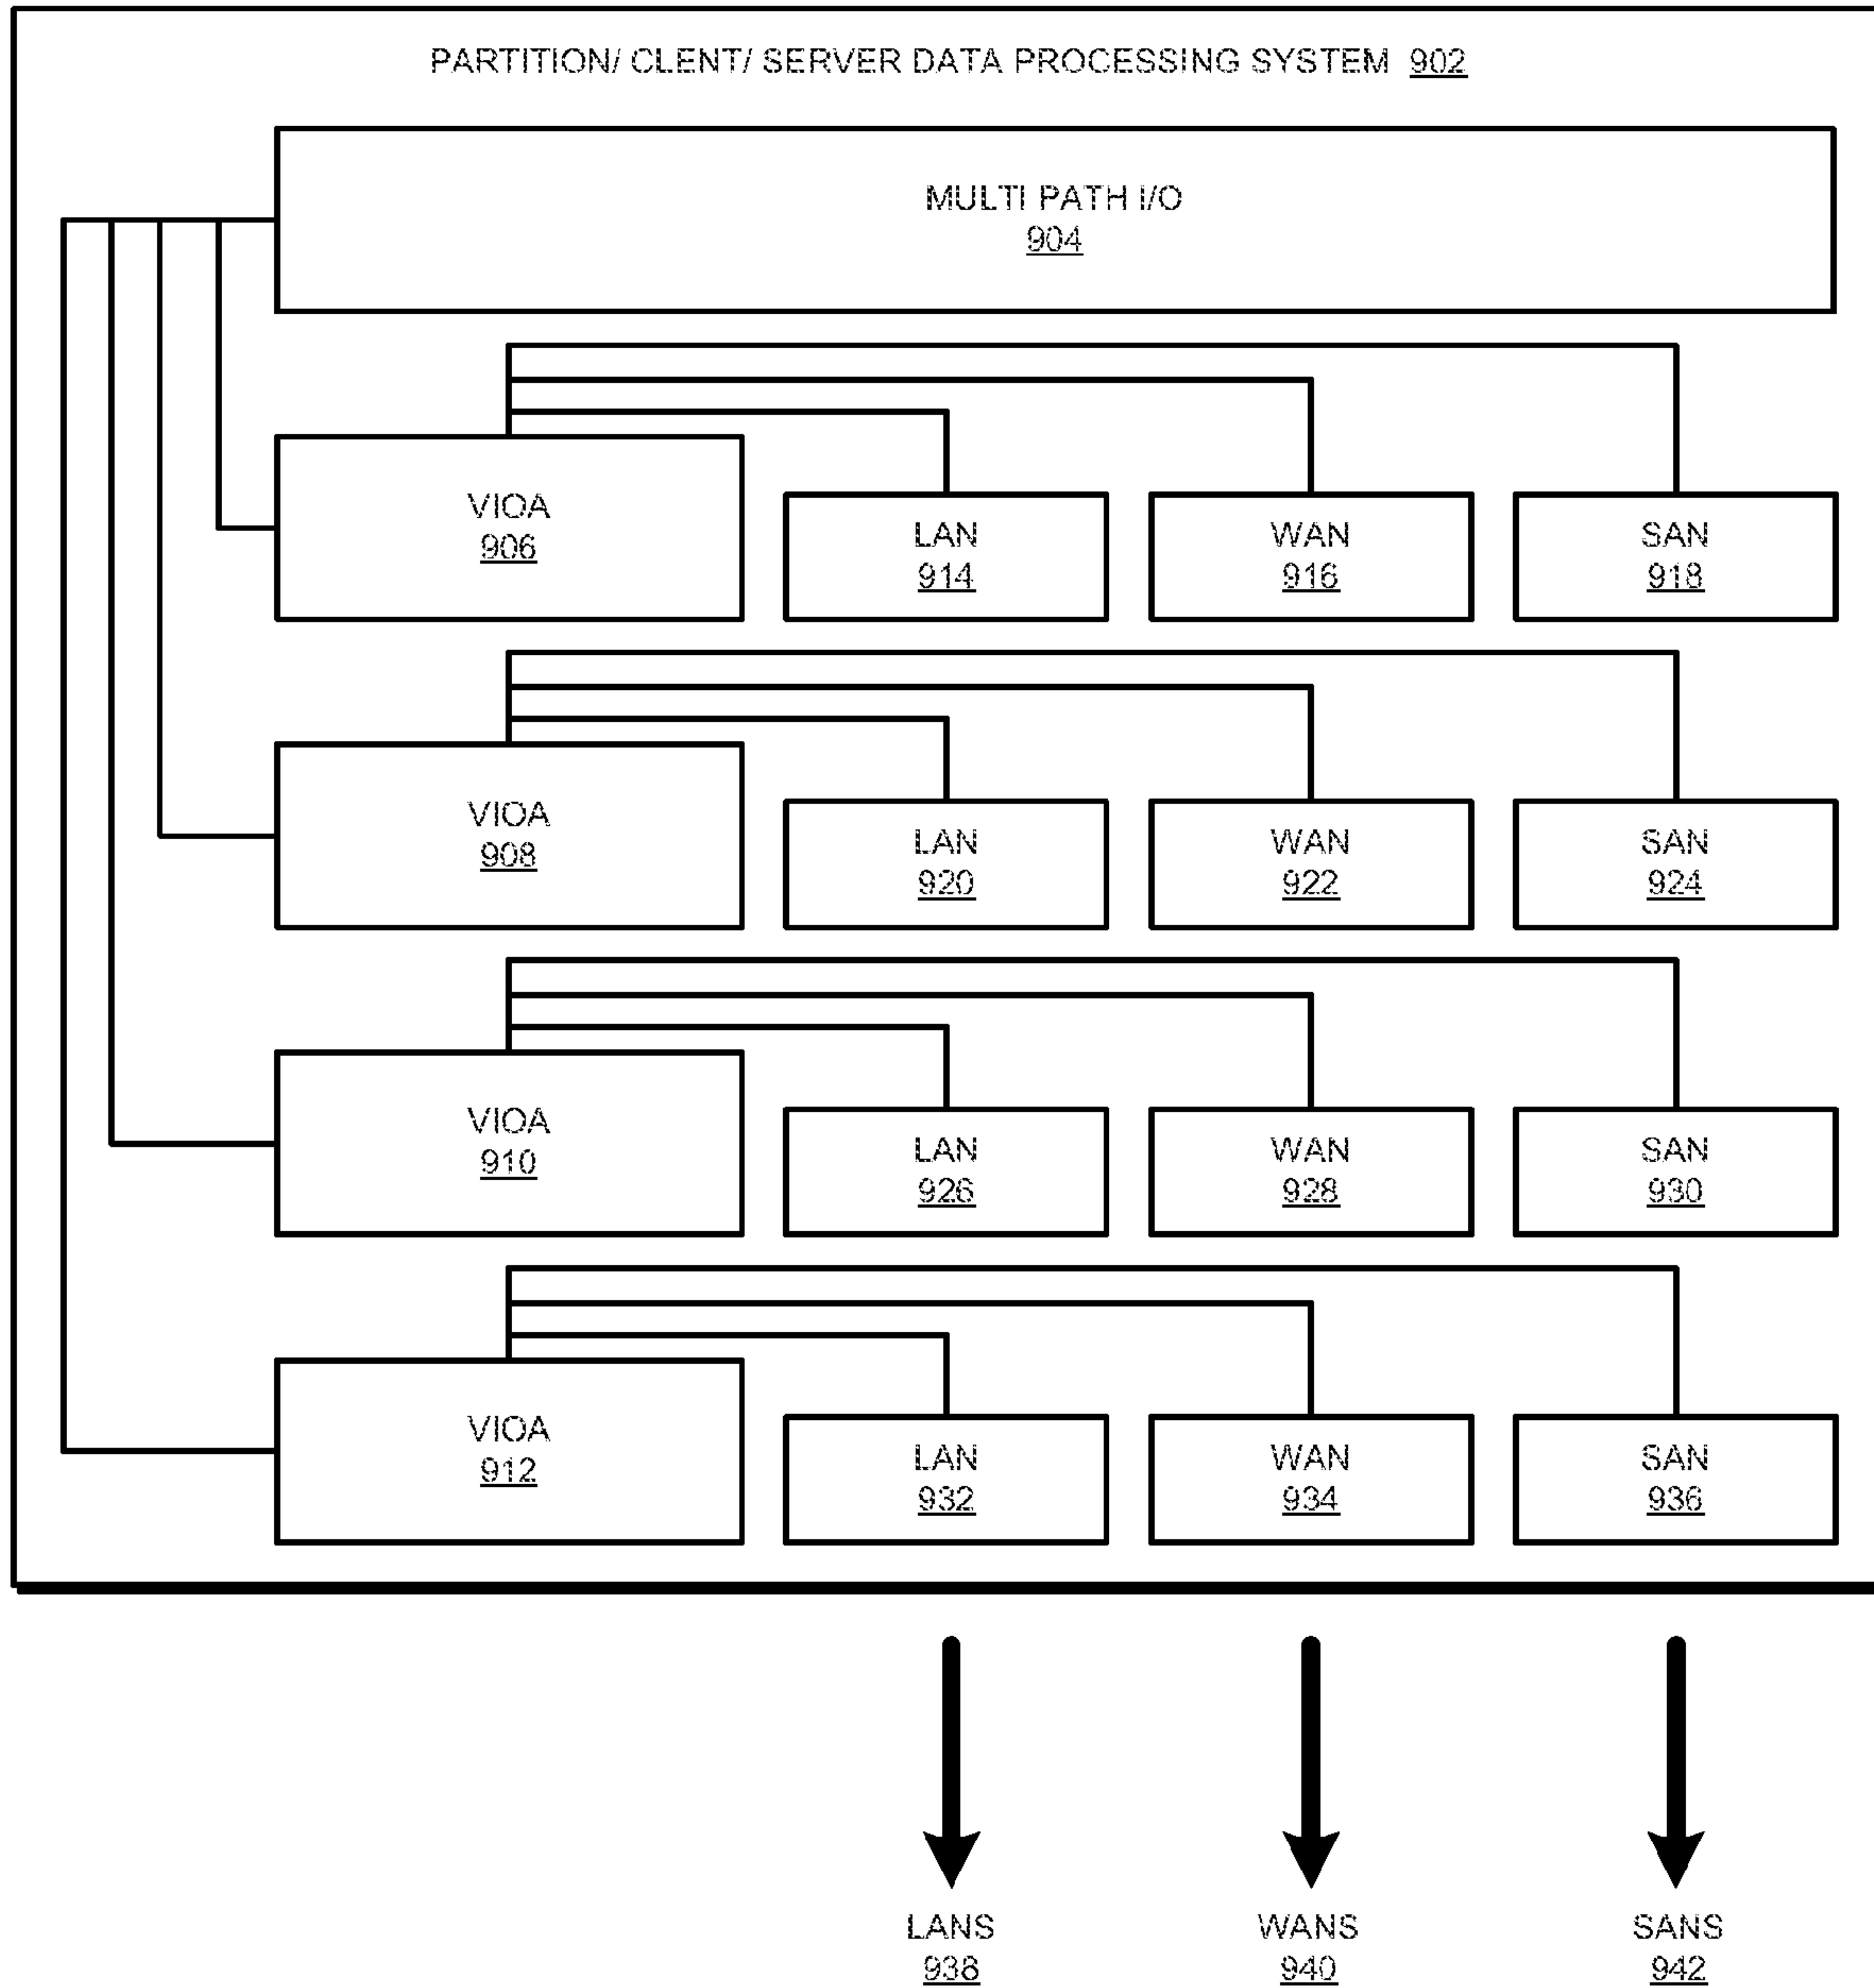 PARTITION/ CLENT/ SERVER DATA PROCESSING SYSTEM 902
MULTI PATH I/O
904
VIOA
906
LAN
914
WAN
916
SAN
918
VIOA
908
LAN
920
WAN
922
SAN
924
VIOA
910
LAN
926
WAN
928
SAN
930
VIOA
912
LAN
932
WAN
934
SAN
936
LANS
938
WANS
940
SANS
942